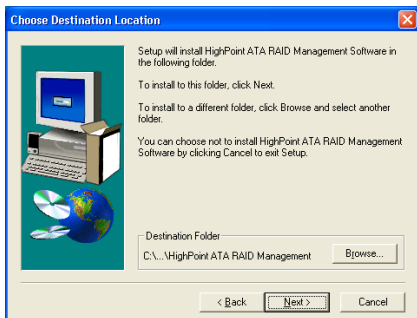 Choose Destination Location
Setup will install HighPoint ATA RAID Management Software in
the following folder.
To install to this folder, click Next.
To install to a different folder, click Browse and select another
folder.
You can choose not to install HighPoint ATA RAID Management
Software by clicking Cancel to exit Setup.
Destination Folder
C:\...\HighPoint ATA RAID Management
Browse...
< Back
Next >
Cancel